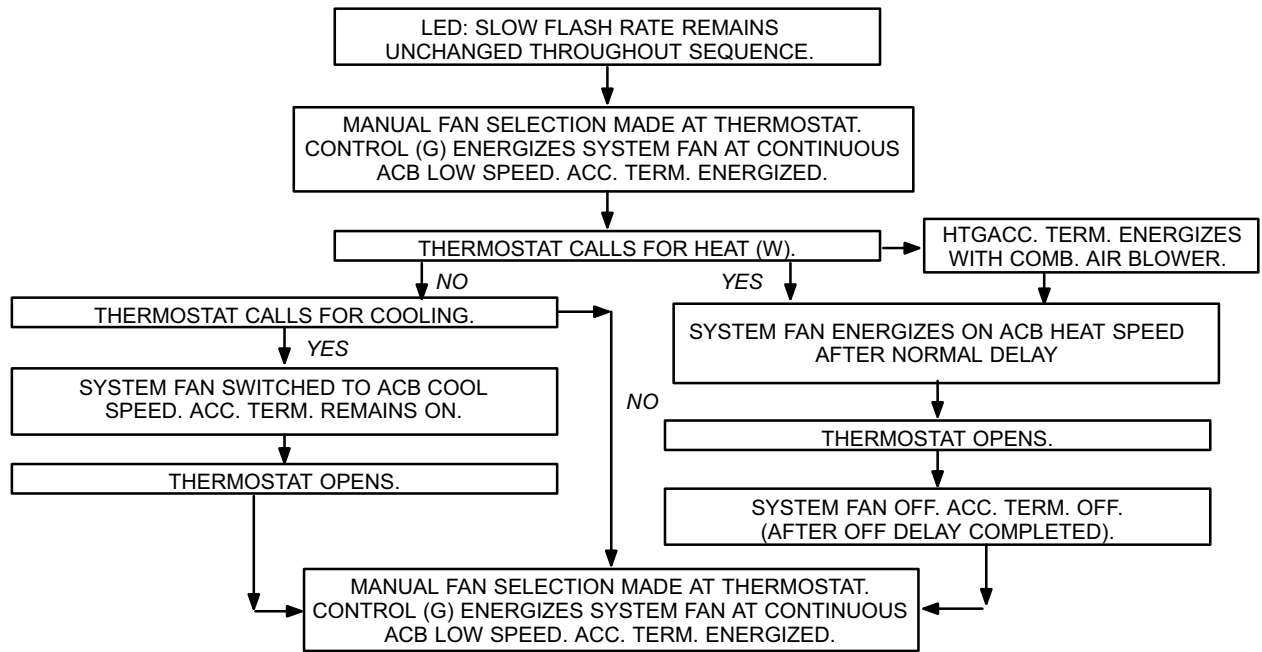 LED: SLOW FLASH RATE REMAINS
UNCHANGED THROUGHOUT SEQUENCE.
MANUAL FAN SELECTION MADE AT THERMOSTAT.
CONTROL (G) ENERGIZES SYSTEM FAN AT CONTINUOUS
ACB LOW SPEED. ACC. TERM. ENERGIZED.
THERMOSTAT CALLS FOR HEAT (W).
HTGACC. TERM. ENERGIZES
WITH COMB. AIR BLOWER.
NO
YES
THERMOSTAT CALLS FOR COOLING.
SYSTEM FAN ENERGIZES ON ACB HEAT SPEED
AFTER NORMAL DELAY
YES
SYSTEM FAN SWITCHED TO ACB COOL
SPEED. ACC. TERM. REMAINS ON.
NO
THERMOSTAT OPENS.
THERMOSTAT OPENS.
SYSTEM FAN OFF. ACC. TERM. OFF.
(AFTER OFF DELAY COMPLETED).
MANUAL FAN SELECTION MADE AT THERMOSTAT.
CONTROL (G) ENERGIZES SYSTEM FAN AT CONTINUOUS
ACB LOW SPEED. ACC. TERM. ENERGIZED.